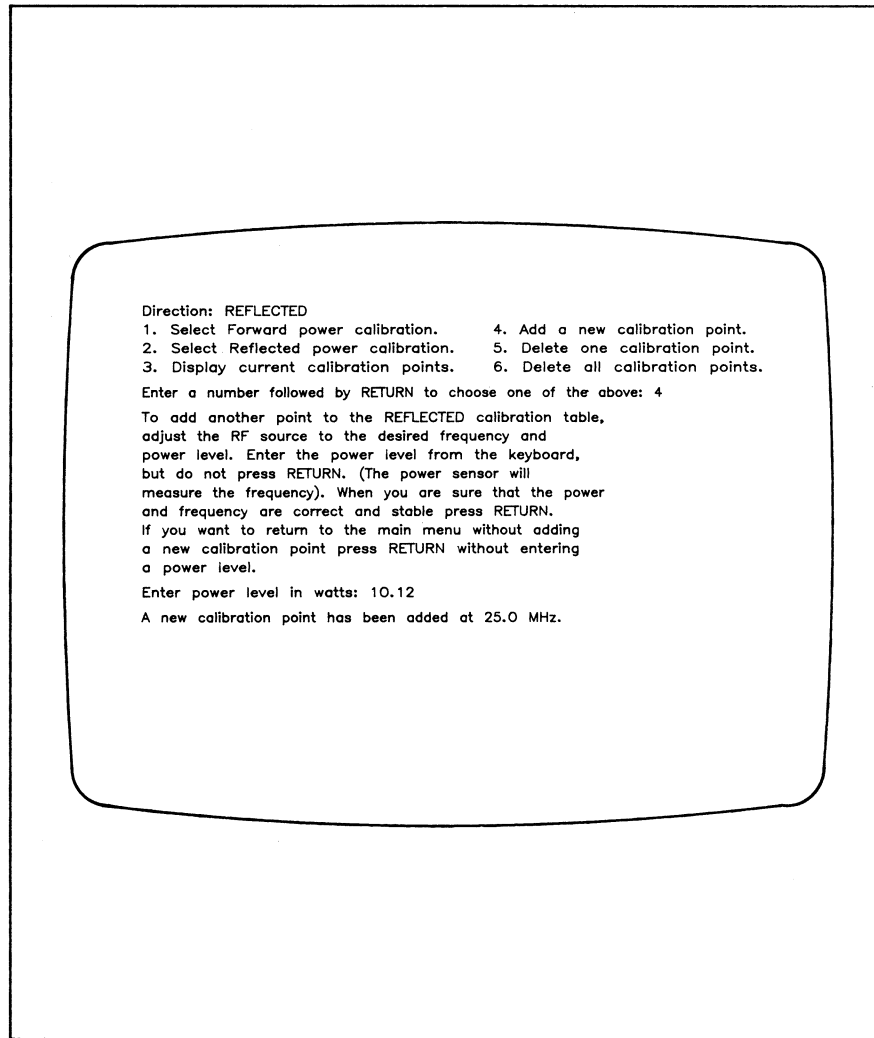 Direction: REFLECTED
1. Select Forward power calibration. 4. Add a new calibration point.
2. Select Reflected power calibration. 5. Delete one calibration point.
3. Display current calibration points. 6. Delete all calibration points.
Enter a number followed by RETURN to choose one of the above: 4
To add another point to the REFLECTED calibration table,
adjust the RF source to the desired frequency and
power level. Enter the power level from the keyboard,
but do not press RETURN. (The power sensor will
measure the frequency). When you are sure that the power
and frequency are correct and stable press RETURN.
If you want to return to the main menu without adding
a new calibration point press RETURN without entering
a power level.
Enter power level in watts: 10.12
A new calibration point has been added at 25.0 MHz.